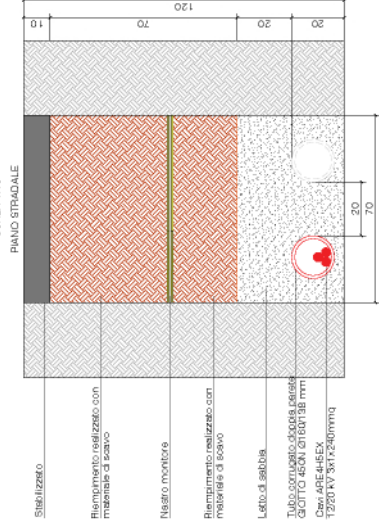 PIANO STRADALE
120
10
70
20
20
Stabilizzato
Riempimento realizzato con
materiale di scavo
Nastro monitore
Riempimento realizzato con
materiale di scavo
Letto di sabbia
Tubo corrugato doppia parete
GIOTTO 450N Ø160/138 mm
Cavi ARE4H5EX
12/20 kV 3x1x240mmq
20
70